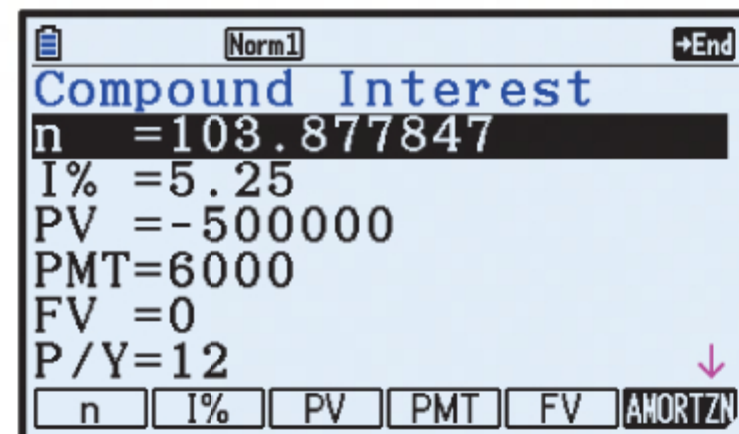 Norm1 →End
Compound Interest
n =103.877847
I% =5.25
PV =-500000
PMT=6000
FV =0
P/Y=12 ↓
n I% PV PMT FV AMORTZN